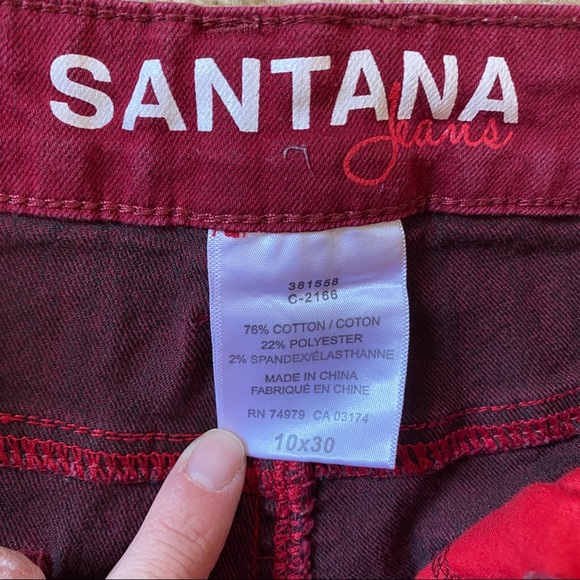 SANTANA
Jeans
381558
C-2166
76% COTTON / COTON
22% POLYESTER
2% SPANDEX/ÉLASTHANNE
MADE IN CHINA
FABRIQUÉ EN CHINE
RN 74979 CA 03174
10x30